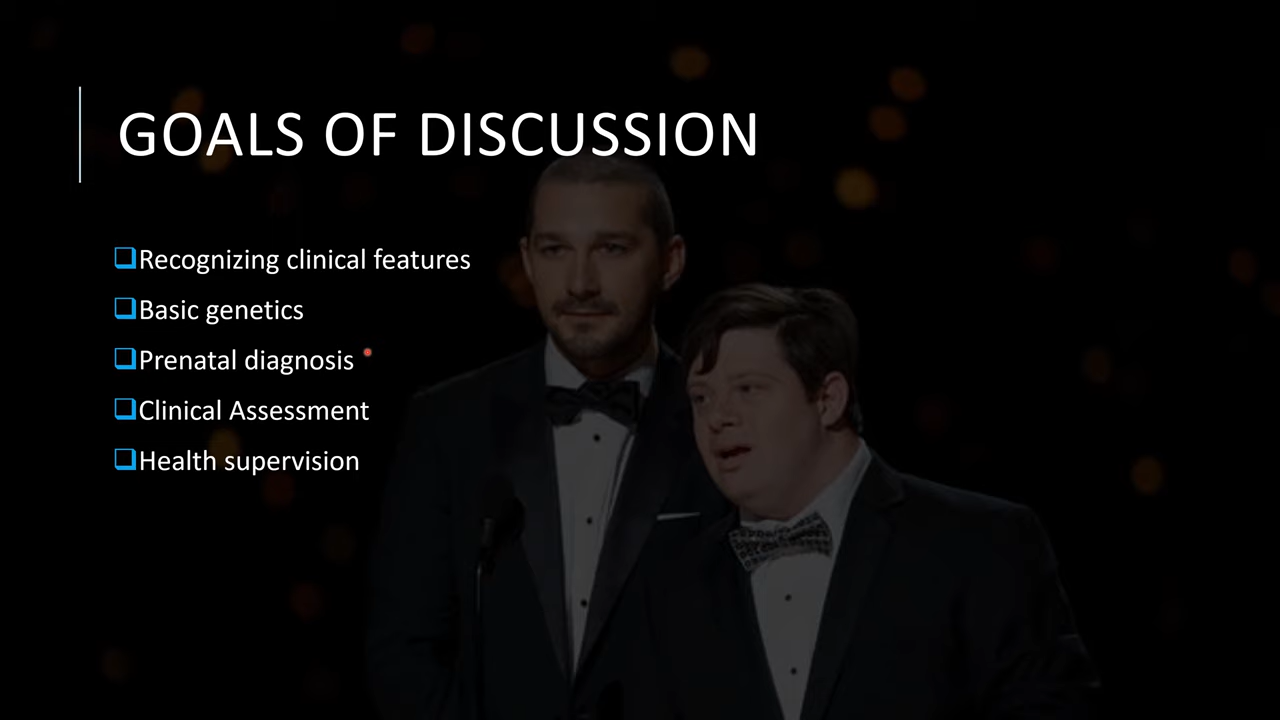 GOALS OF DISCUSSION
Recognizing clinical features
Basic genetics
Prenatal diagnosis
Clinical Assessment
Health supervision